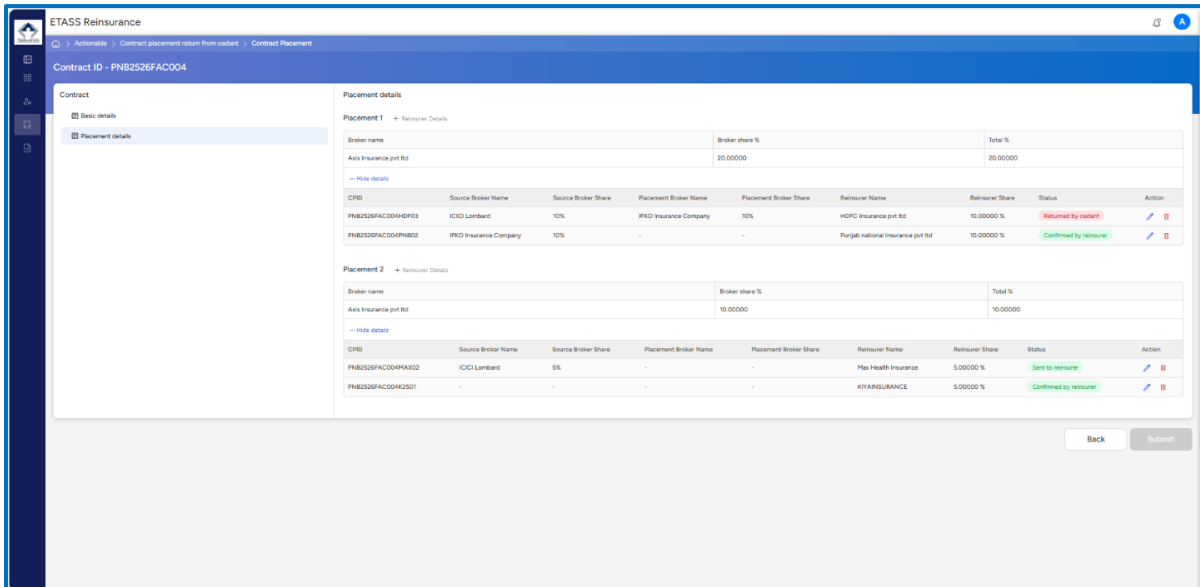 ETASS Reinsurance
A
> Actionable > Contract placement return from cedant > Contract Placement
Contract ID - PNB2526FAC004
Contract
Basic details
Placement details
Placement details
Placement 1 + Reinsurer Details
Broker name Broker share % Total %
Axis Insurance pvt ltd 20.00000 20.00000
— Hide details
CPID Source Broker Name Source Broker Share Placement Broker Name Placement Broker Share Reinsurer Name Reinsurer Share Status Action
PNB2526FAC004HDF03 ICICI Lombard 10% IFKO Insurance Company 10% HDFC Insurance pvt ltd 10.00000 % Returned by cedant
PNB2526FAC004PNB02 IFKO Insurance Company 10% - - Punjab national Insurance pvt ltd 10.00000 % Confirmed by reinsurer
Placement 2 + Reinsurer Details
Broker name Broker share % Total %
Axis Insurance pvt ltd 10.00000 10.00000
— Hide details
CPID Source Broker Name Source Broker Share Placement Broker Name Placement Broker Share Reinsurer Name Reinsurer Share Status Action
PNB2526FAC004MAX02 ICICI Lombard 5% - - Max Health Insurance 5.00000 % Sent to reinsurer
PNB2526FAC004K2S01 - - - - KIYAINSURANCE 5.00000 % Confirmed by reinsurer
Back Submit